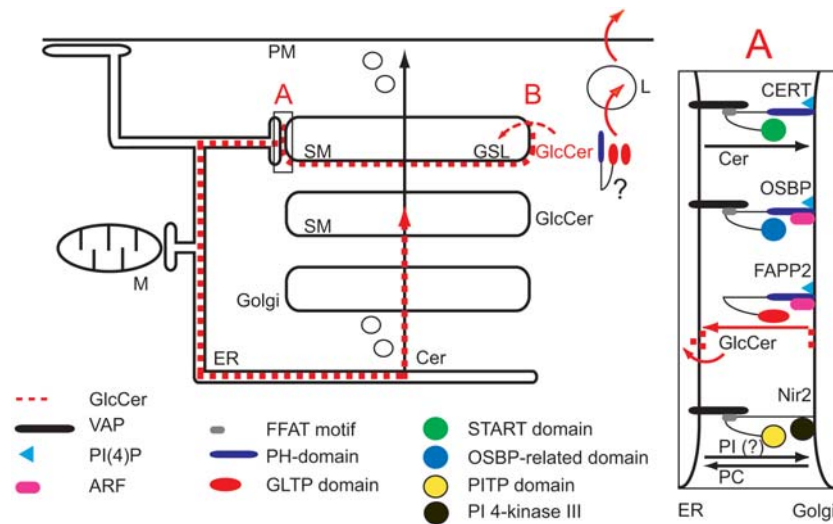 PM
A
B
L
SM
GSL
GlcCer
?
SM
GlcCer
M
Golgi
ER
Cer
GlcCer
VAP
PI(4)P
ARF
FFAT motif
PH-domain
GLTP domain
START domain
OSBP-related domain
PITP domain
PI 4-kinase III
A
CERT
Cer
OSBP
FAPP2
GlcCer
Nir2
PI (?)
PC
ER
Golgi